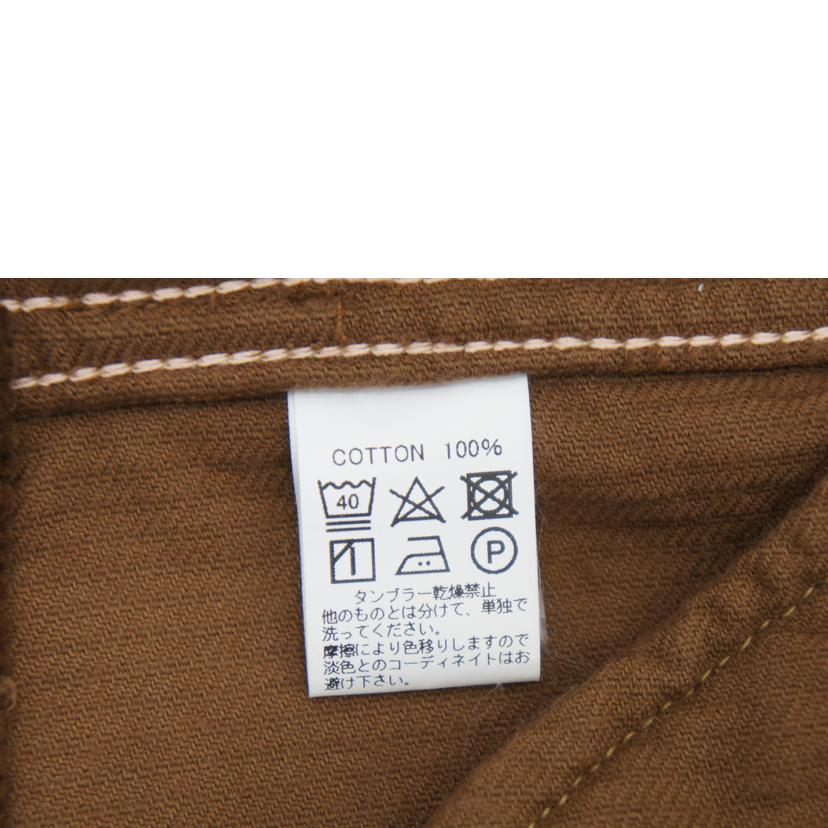 COTTON 100%
40
P
タンブラー乾燥禁止
他のものとは分けて、単独で
洗ってください。
摩擦により色移りしますので
淡色とのコーディネイトはお
避け下さい。